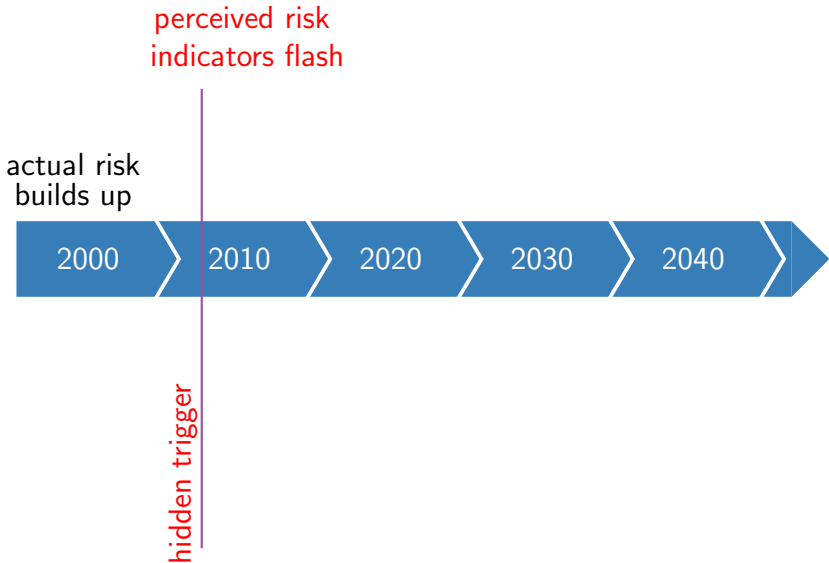 perceived risk
indicators flash
actual risk
builds up
2000
2010
2020
2030
2040
hidden trigger